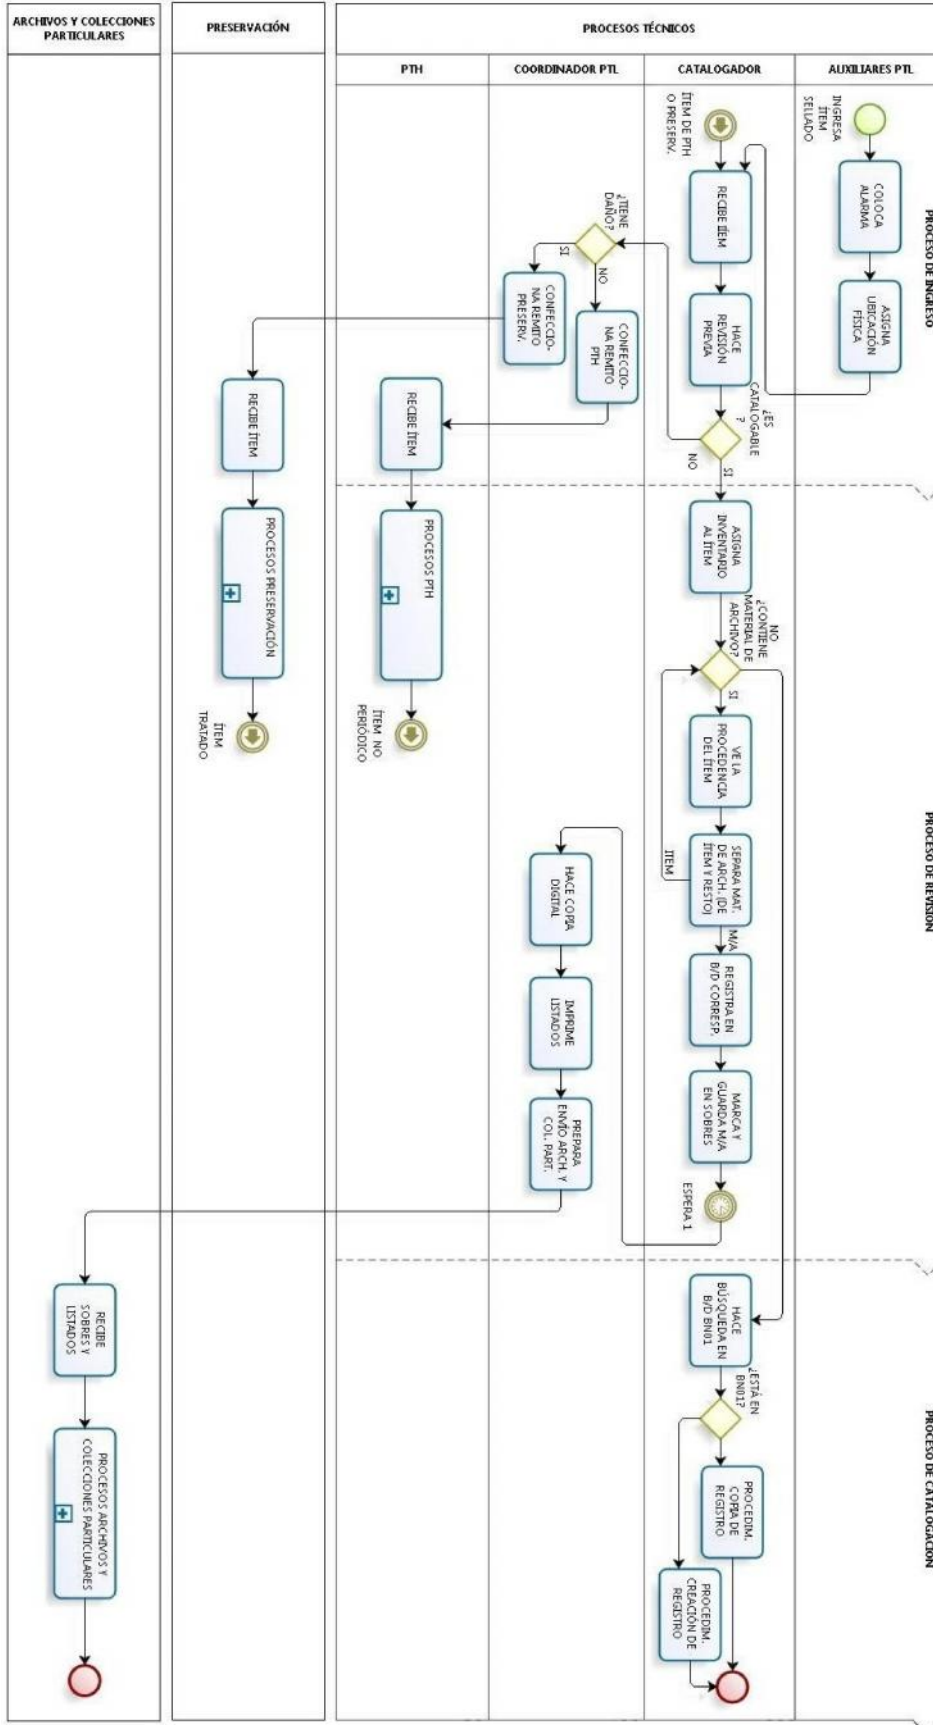 ARCHIVOS Y COLECCIONES
PARTICULARES
PRESERVACIÓN
PROCESOS TÉCNICOS
PTH
COORDINADOR PTL
CATALOGADOR
AUXILIARES PTL
PROCESO DE INGRESO
INGRESA
ÍTEM
SELLADO
COLOCA
ALARMA
ASIGNA
UBICACIÓN
FÍSICA
ÍTEM DE PTH
O PRESERV.
RECIBE ÍTEM
HACE
REVISIÓN
PREVIA
¿ES
CATALOGABLE
?
NO
SI
¿TIENE
DAÑO?
SI
NO
CONFECCIO-
NA REMITO
PRESERV.
CONFECCIO-
NA REMITO
PTH
RECIBE ÍTEM
PROCESOS PTH
ÍTEM NO
PERIÓDICO
RECIBE ÍTEM
PROCESOS PRESERVACIÓN
ÍTEM
TRATADO
PROCESO DE REVISIÓN
ASIGNA
INVENTARIO
AL ÍTEM
NO
¿CONTIENE
MATERIAL DE
ARCHIVO?
SI
VE LA
PROCEDENCIA
DEL ÍTEM
SEPARA MAT.
DE ARCH. (DE
ÍTEM Y RESTO)
ITEM
M/A
REGISTRA EN
B/D CORRESP.
MARCA Y
GUARDA M/A
EN SOBRES
ESPERA 1
HACE COPIA
DIGITAL
IMPRIME
LISTADOS
PREPARA
ENVÍO ARCH. Y
COL. PART.
RECIBE
SOBRES Y
LISTADOS
PROCESOS ARCHIVOS Y
COLECCIONES PARTICULARES
PROCESO DE CATALOGACIÓN
HACE
BÚSQUEDA EN
B/D BN01
¿ESTÁ EN
BN01?
PROCEDIM.
COPIA DE
REGISTRO
PROCEDIM.
CREACIÓN DE
REGISTRO